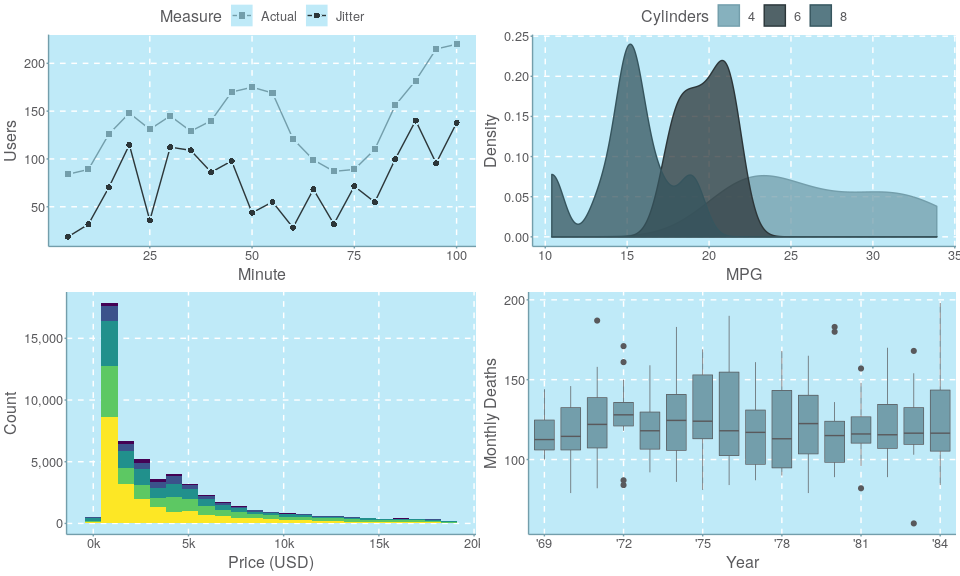 Measure Actual Jitter
200
150
100
50
Users
25 50 75 100
Minute
Cylinders 4 6 8
0.25
0.20
0.15
0.10
0.05
0.00
Density
10 15 20 25 30 35
MPG
15,000
10,000
5,000
0
Count
0k 5k 10k 15k 20
Price (USD)
200
150
100
Monthly Deaths
'69 '72 '75 '78 '81 '84
Year